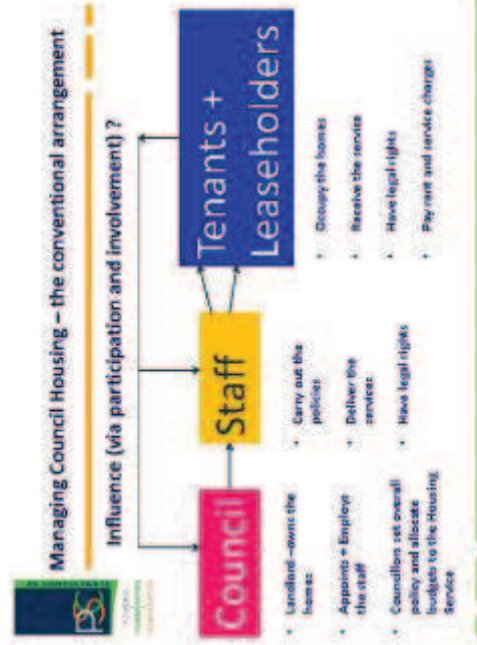 Managing Council Housing – the conventional arrangement
Influence (via participation and involvement) ?
PS CONSULTANTS
Council
Staff
Tenants +
Leaseholders
• Landlord –owns the
homes
• Appoints + Employs
the staff
• Councillors set overall
policy and allocate
budgets to the Housing
Service
• Carry out the
policies
• Deliver the
services
• Have legal rights
• Occupy the homes
• Receive the service
• Have legal rights
• Pay rent and service charges